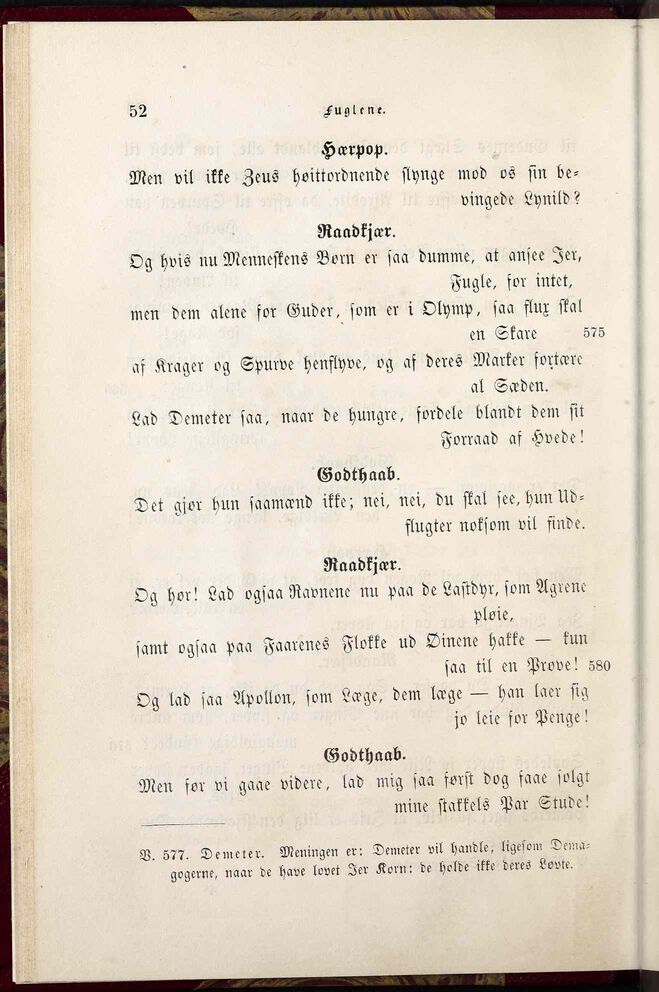 52
Fuglene.
Hærpop.
Men vil ikke Zeus høittordnende slynge mod os sin be-
vingede Lynild?
Raadkjær.
Og hvis nu Menneskens Børn er saa dumme, at ansee Jer,
Fugle, for intet,
men dem alene for Guder, som er i Olymp, saa flux skal
en Skare 575
af Krager og Spurve henflyve, og af deres Marker fortære
al Sæden.
Lad Demeter saa, naar de hungre, fordele blandt dem sit
Forraad af Hvede!
Godthaab.
Det gjør hun saamænd ikke; nei, nei, du skal see, hun Ud-
flugter noksom vil finde.
Raadkjær.
Og hør! Lad ogsaa Ravnene nu paa de Lastdyr, som Agrene
pløie,
samt ogsaa paa Faarenes Flokke ud Øinene hakke — kun
saa til en Prøve! 580
Og lad saa Apollon, som Læge, dem læge — han laer sig
jo leie for Penge!
Godthaab.
Men før vi gaae videre, lad mig saa først dog faae solgt
mine stakkels Par Stude!
V. 577. Demeter. Meningen er: Demeter vil handle, ligesom Dema-
gogerne, naar de have lovet Jer Korn: de holde ikke deres Løvte.